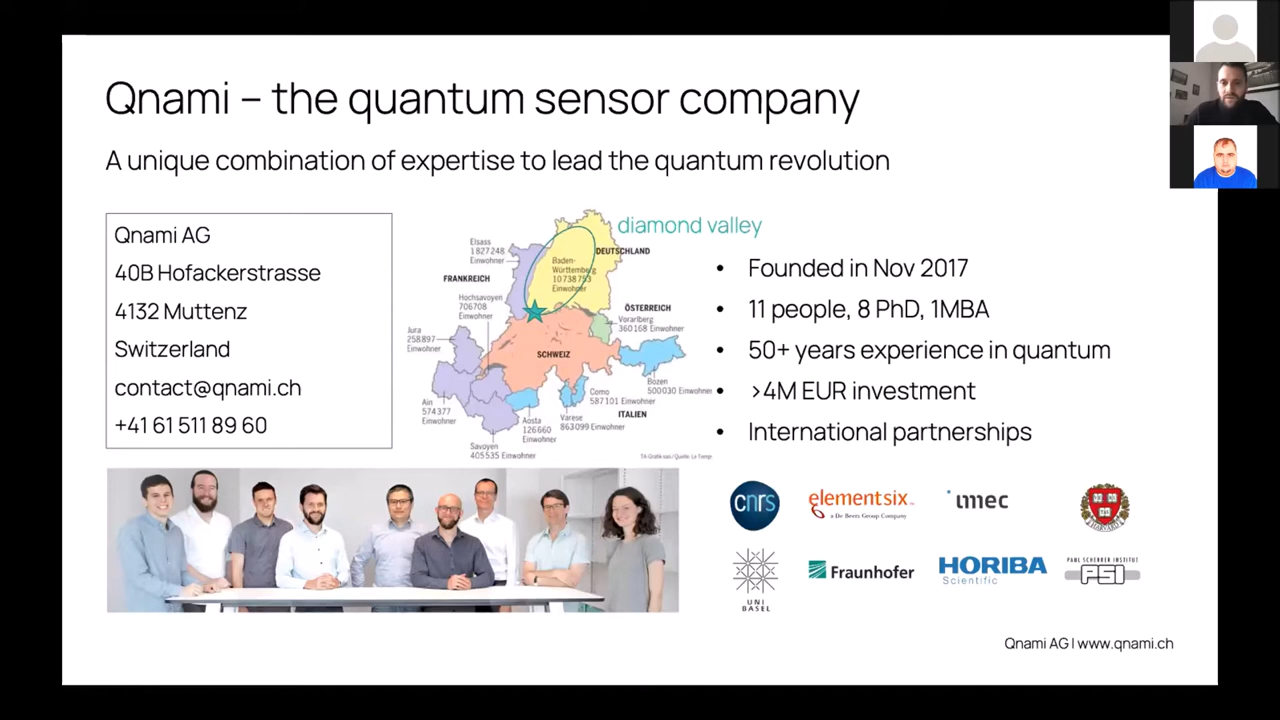 Qnami – the quantum sensor company
A unique combination of expertise to lead the quantum revolution
Qnami AG
40B Hofackerstrasse
4132 Muttenz
Switzerland
contact@qnami.ch
+41 61 511 89 60
diamond valley
Elsass
1 827 248
Einwohner
DEUTSCHLAND
Baden-
Württemberg
10 738 753
Einwohner
FRANKREICH
Hochsavoyen
706 708
Einwohner
ÖSTERREICH
Vorarlberg
360 168 Einwohner
Jura
258 897
Einwohner
SCHWEIZ
Bozen
500 030 Einwohner
Como
587 101 Einwohner
Ain
574 377
Einwohner
ITALIEN
Varese
863 099 Einwohner
Aosta
126 660
Einwohner
Savoyen
405 535 Einwohner
• Founded in Nov 2017
• 11 people, 8 PhD, 1MBA
• 50+ years experience in quantum
• >4M EUR investment
• International partnerships
cnrs
elementsix™
a De Beers Group Company
imec
HARVARD
UNI
BASEL
Fraunhofer
HORIBA
Scientific
PAUL SCHERRER INSTITUT
PSI
Qnami AG | www.qnami.ch